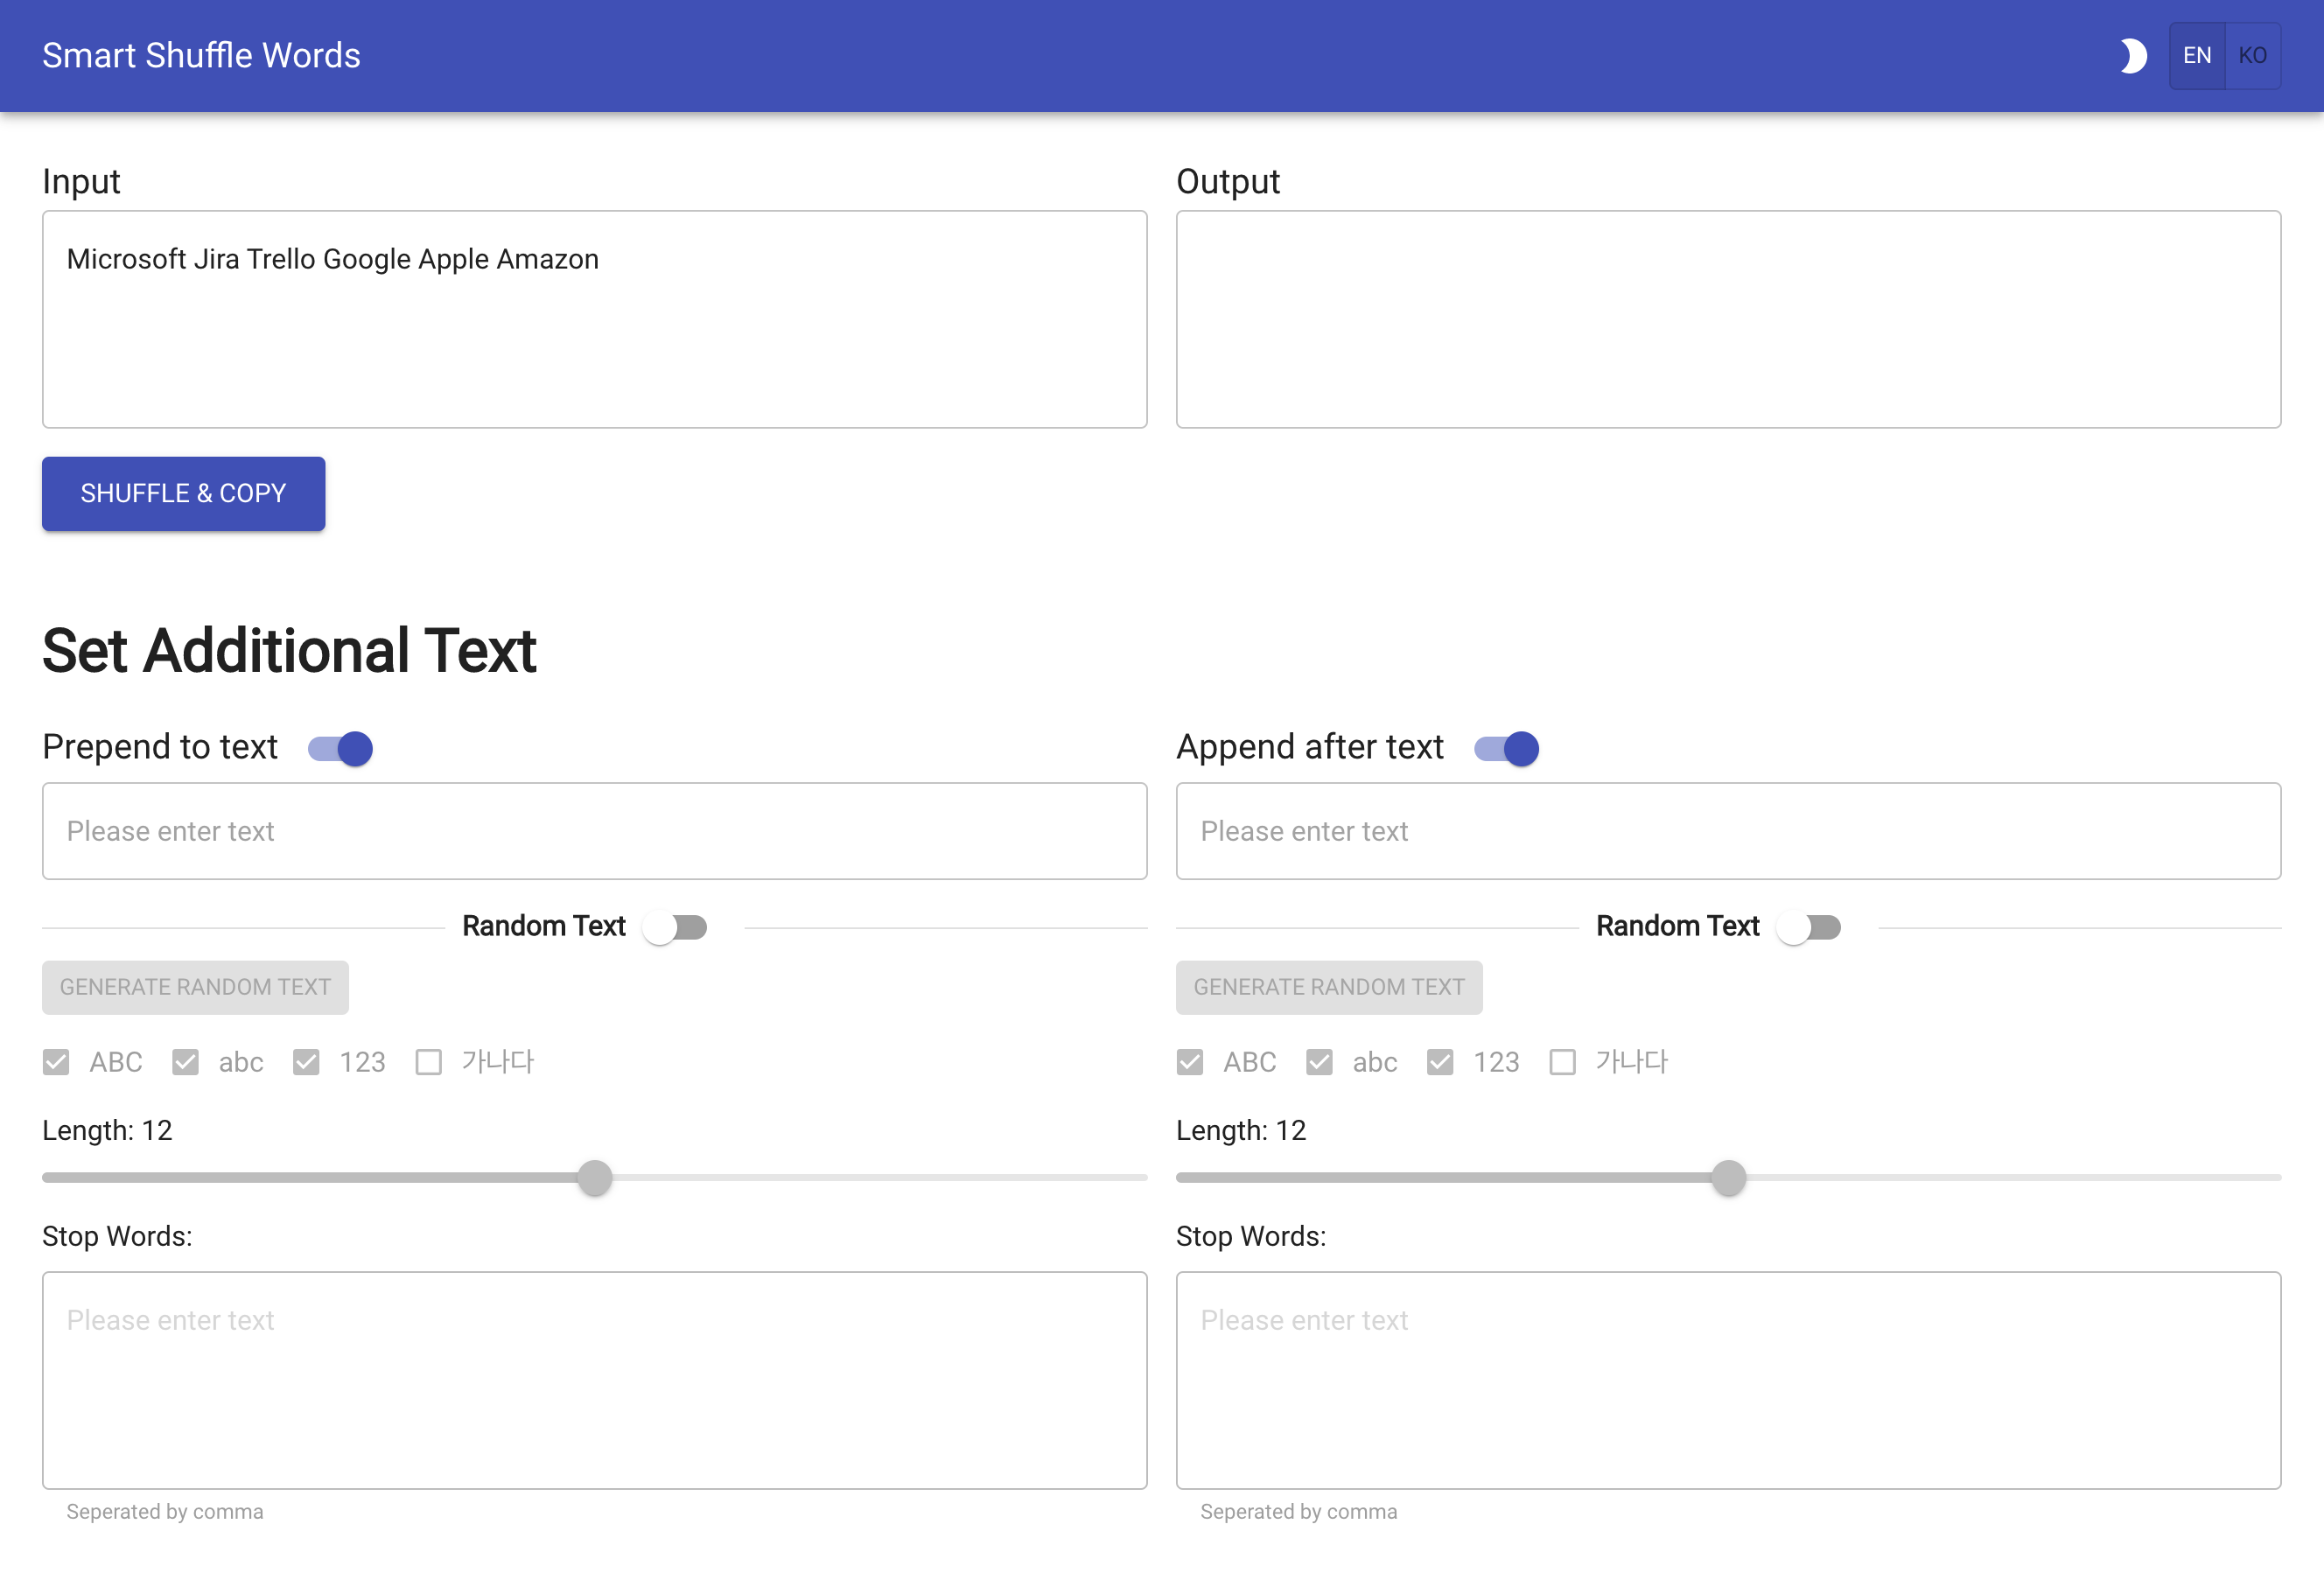 Smart Shuffle Words
EN KO
Input
Microsoft Jira Trello Google Apple Amazon
SHUFFLE & COPY
Output
Set Additional Text
Prepend to text
Please enter text
Random Text
GENERATE RANDOM TEXT
ABC abc 123 가나다
Length: 12
Stop Words:
Please enter text
Seperated by comma
Append after text
Please enter text
Random Text
GENERATE RANDOM TEXT
ABC abc 123 가나다
Length: 12
Stop Words:
Please enter text
Seperated by comma